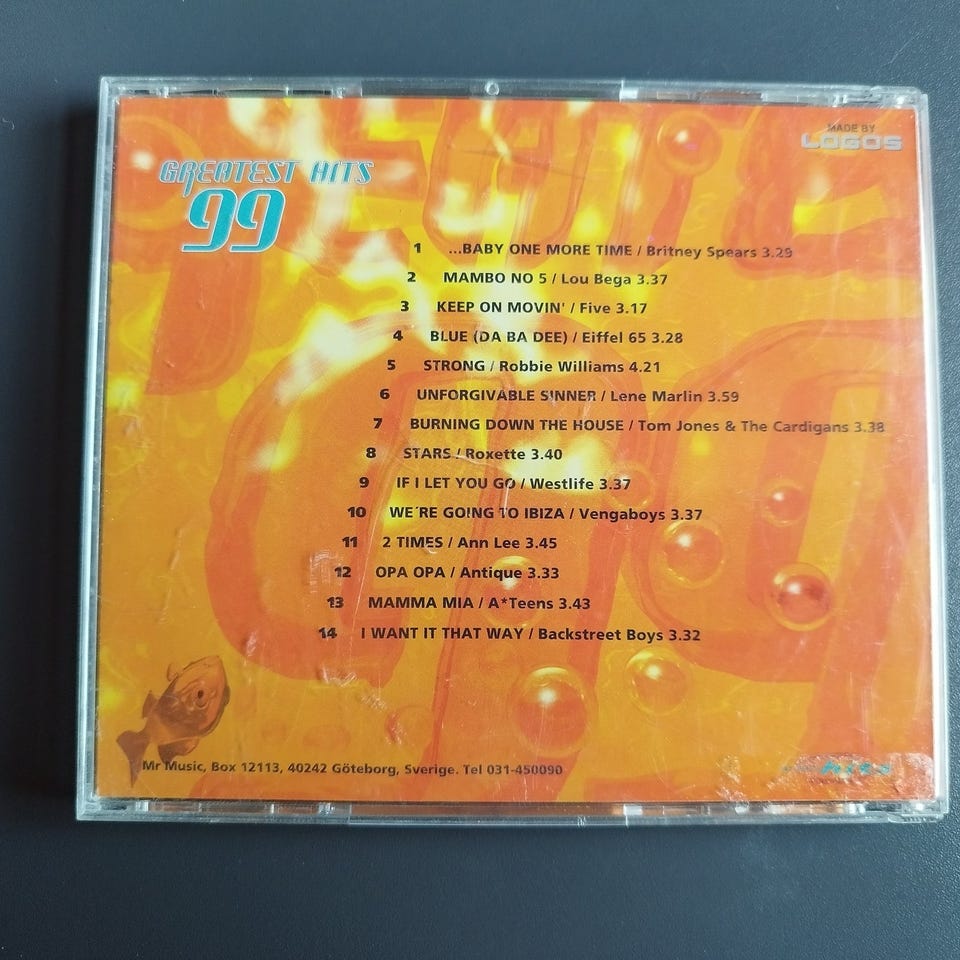 MADE BY
LOGOS
GREATEST HITS
99
1 ...BABY ONE MORE TIME / Britney Spears 3.29
2 MAMBO NO 5 / Lou Bega 3.37
3 KEEP ON MOVIN' / Five 3.17
4 BLUE (DA BA DEE) / Eiffel 65 3.28
5 STRONG / Robbie Williams 4.21
6 UNFORGIVABLE SINNER / Lene Marlin 3.59
7 BURNING DOWN THE HOUSE / Tom Jones & The Cardigans 3.38
8 STARS / Roxette 3.40
9 IF I LET YOU GO / Westlife 3.37
10 WE´RE GOING TO IBIZA / Vengaboys 3.37
11 2 TIMES / Ann Lee 3.45
12 OPA OPA / Antique 3.33
13 MAMMA MIA / A*Teens 3.43
14 I WANT IT THAT WAY / Backstreet Boys 3.32
Mr Music, Box 12113, 40242 Göteborg, Sverige. Tel 031-450090